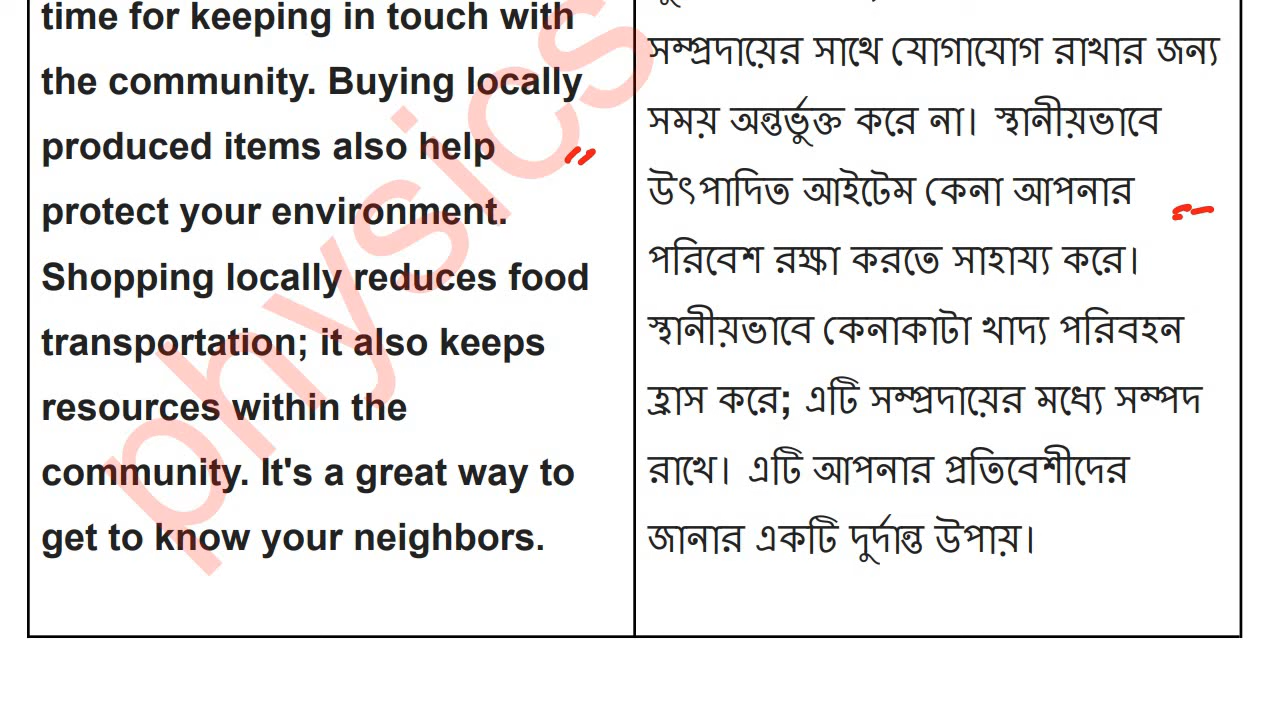 time for keeping in touch with
the community. Buying locally
produced items also help
protect your environment.
Shopping locally reduces food
transportation; it also keeps
resources within the
community. It's a great way to
get to know your neighbors.
সম্প্রদায়ের সাথে যোগাযোগ রাখার জন্য
সময় অন্তর্ভুক্ত করে না। স্থানীয়ভাবে
উৎপাদিত আইটেম কেনা আপনার
পরিবেশ রক্ষা করতে সাহায্য করে।
স্থানীয়ভাবে কেনাকাটা খাদ্য পরিবহন
হ্রাস করে; এটি সম্প্রদায়ের মধ্যে সম্পদ
রাখে। এটি আপনার প্রতিবেশীদের
জানার একটি দুর্দান্ত উপায়।
physics